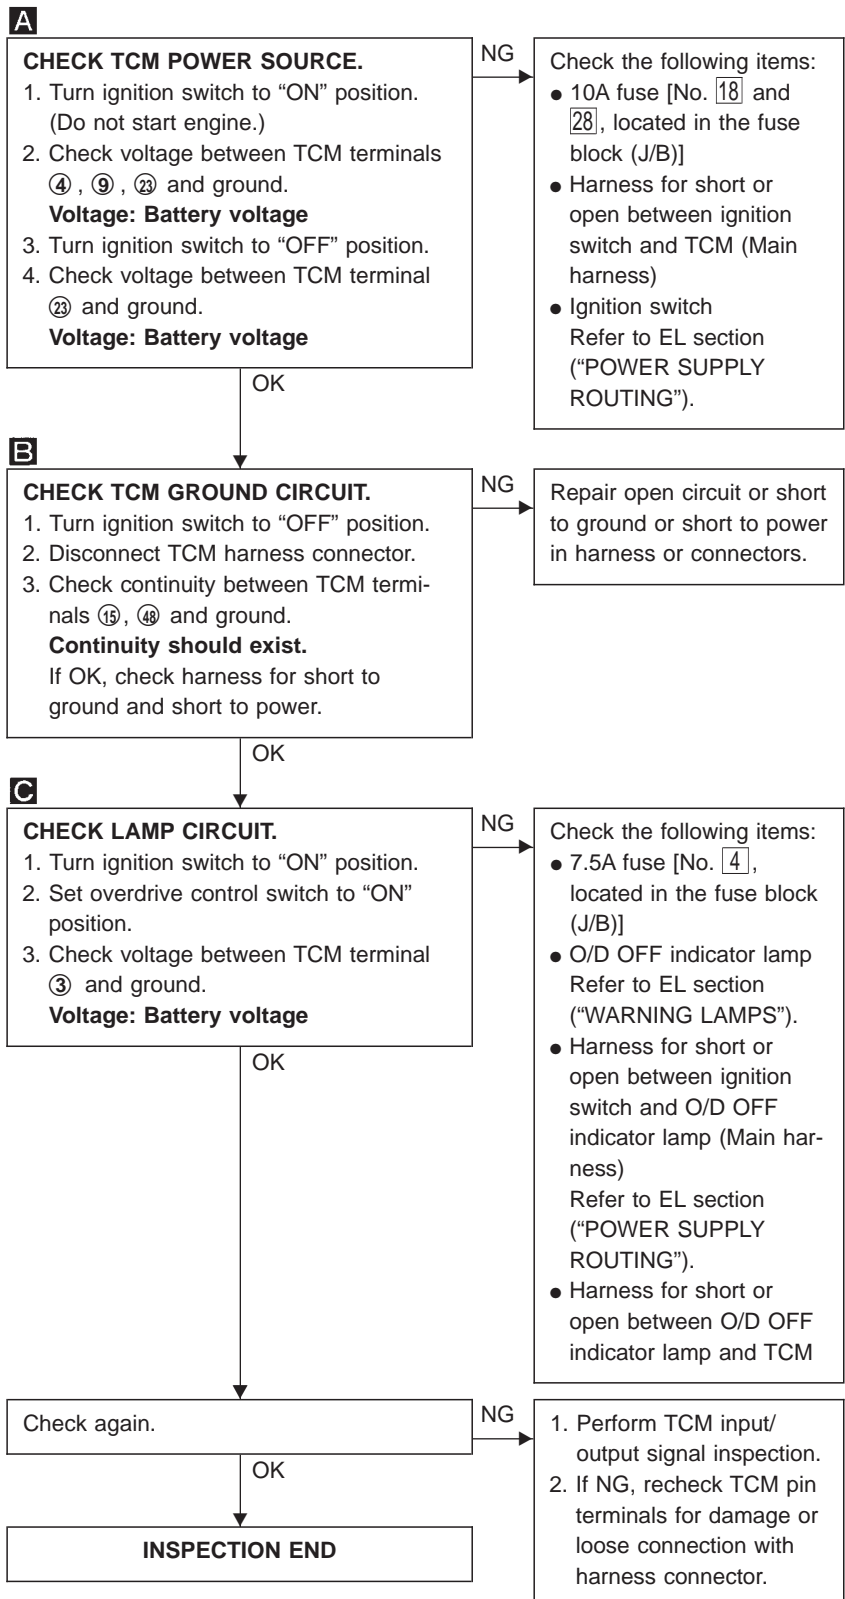 A
CHECK TCM POWER SOURCE.
1. Turn ignition switch to “ON” position.
(Do not start engine.)
2. Check voltage between TCM terminals
④ , ⑨ , ㉓ and ground.
Voltage: Battery voltage
3. Turn ignition switch to “OFF” position.
4. Check voltage between TCM terminal
㉓ and ground.
Voltage: Battery voltage
NG
Check the following items:
● 10A fuse [No. 18 and
28, located in the fuse
block (J/B)]
● Harness for short or
open between ignition
switch and TCM (Main
harness)
● Ignition switch
Refer to EL section
(“POWER SUPPLY
ROUTING”).
OK
B
CHECK TCM GROUND CIRCUIT.
1. Turn ignition switch to “OFF” position.
2. Disconnect TCM harness connector.
3. Check continuity between TCM termi-
nals ⑮, ㊽ and ground.
Continuity should exist.
If OK, check harness for short to
ground and short to power.
NG
Repair open circuit or short
to ground or short to power
in harness or connectors.
OK
C
CHECK LAMP CIRCUIT.
1. Turn ignition switch to “ON” position.
2. Set overdrive control switch to “ON”
position.
3. Check voltage between TCM terminal
③ and ground.
Voltage: Battery voltage
NG
Check the following items:
● 7.5A fuse [No. 4 ,
located in the fuse block
(J/B)]
● O/D OFF indicator lamp
Refer to EL section
(“WARNING LAMPS”).
● Harness for short or
open between ignition
switch and O/D OFF
indicator lamp (Main har-
ness)
Refer to EL section
(“POWER SUPPLY
ROUTING”).
● Harness for short or
open between O/D OFF
indicator lamp and TCM
OK
Check again.
NG
1. Perform TCM input/
output signal inspection.
2. If NG, recheck TCM pin
terminals for damage or
loose connection with
harness connector.
OK
INSPECTION END